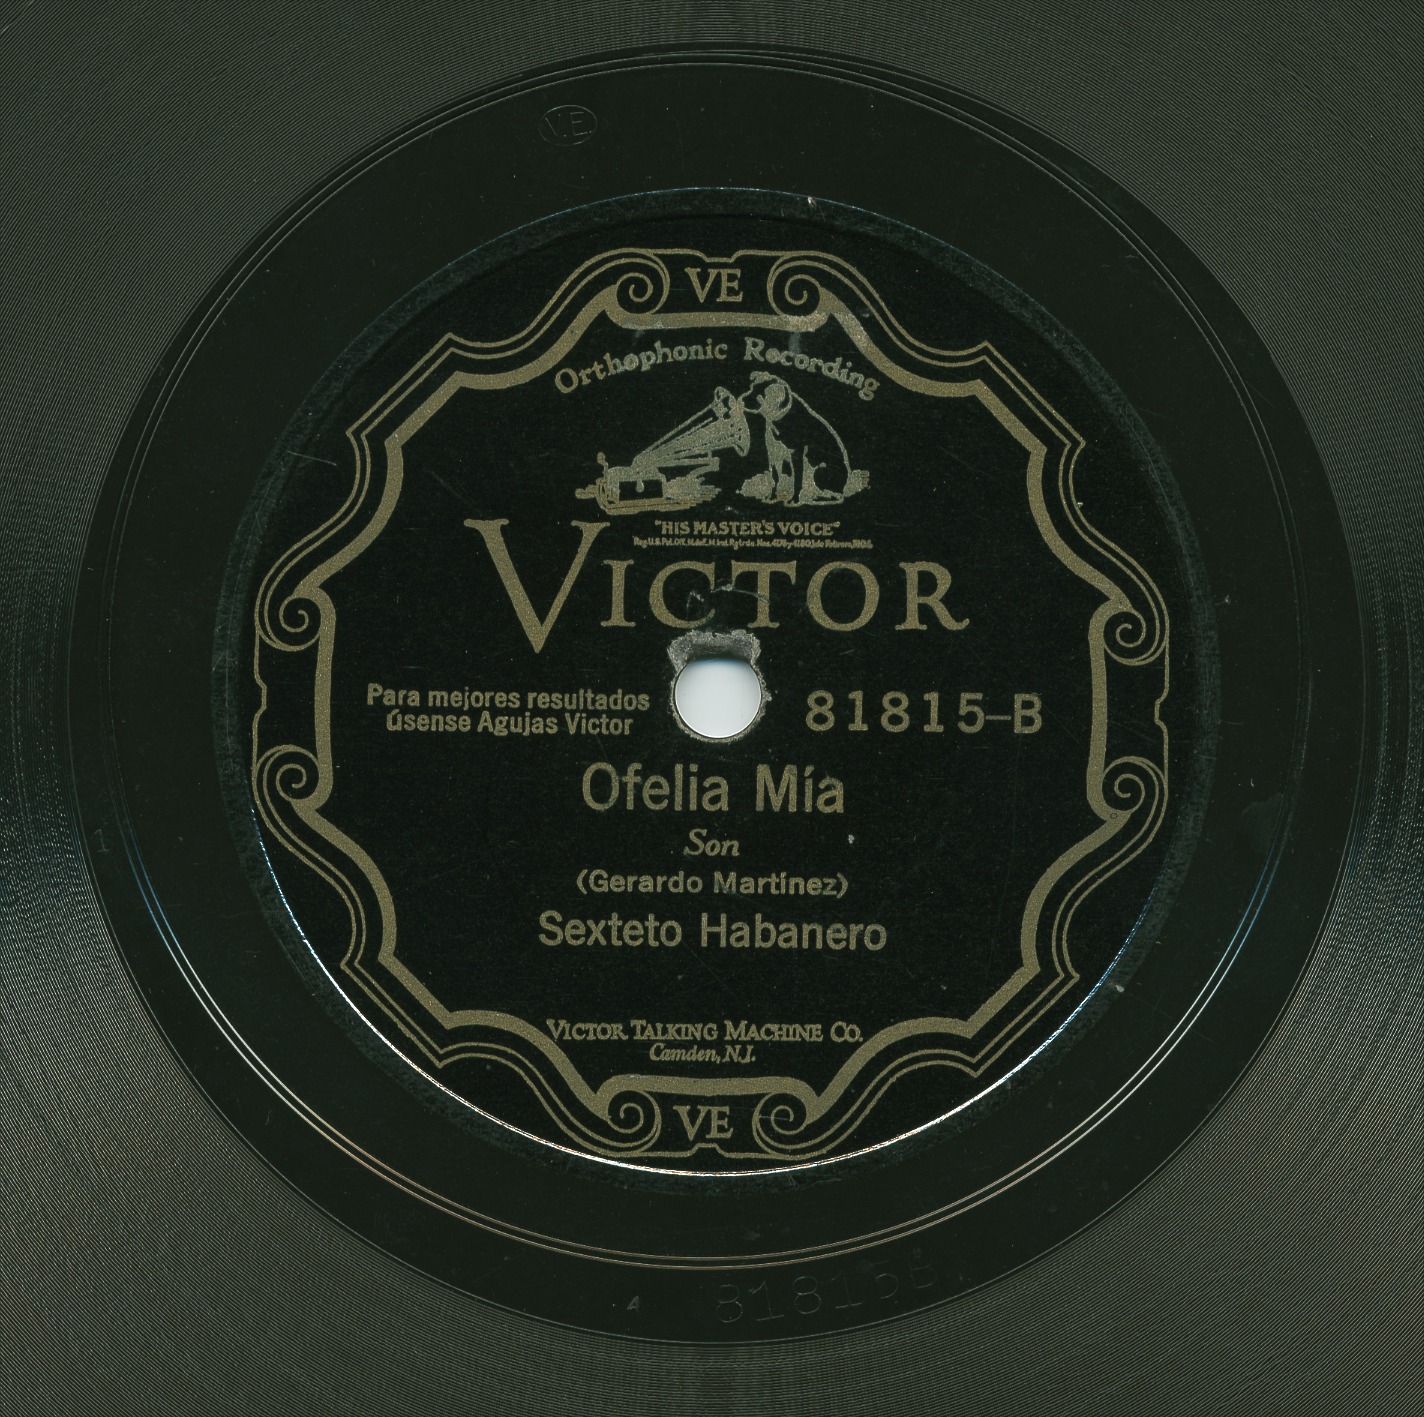 V.E.
VE
Orthophonic Recording
"HIS MASTER'S VOICE"
VICTOR
Para mejores resultados
úsense Agujas Victor
81815-B
Ofelia Mía
Son
(Gerardo Martínez)
Sexteto Habanero
VICTOR TALKING MACHINE CO.
Camden, N.J.
VE
81815B